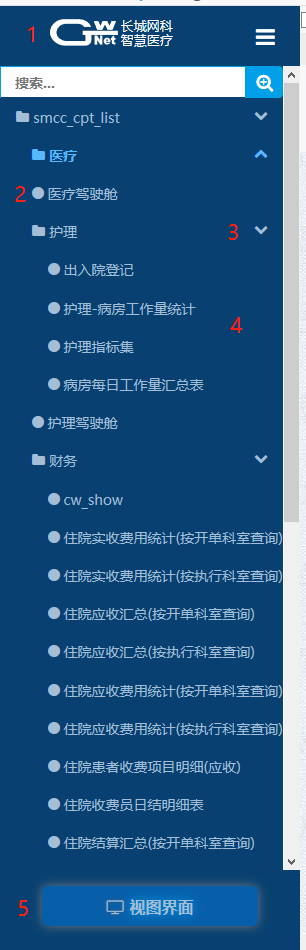 1 GW Net 长城网科
智慧医疗
搜索...
smcc_cpt_list
医疗
2 医疗驾驶舱
护理 3
出入院登记
护理-病房工作量统计
4
护理指标集
病房每日工作量汇总表
护理驾驶舱
财务
cw_show
住院实收费用统计(按开单科室查询)
住院实收费用统计(按执行科室查询)
住院应收汇总(按开单科室查询)
住院应收汇总(按执行科室查询)
住院应收费用统计(按开单科室查询)
住院应收费用统计(按执行科室查询)
住院患者收费项目明细(应收)
住院收费员日结明细表
住院结算汇总(按开单科室查询)
5 视图界面